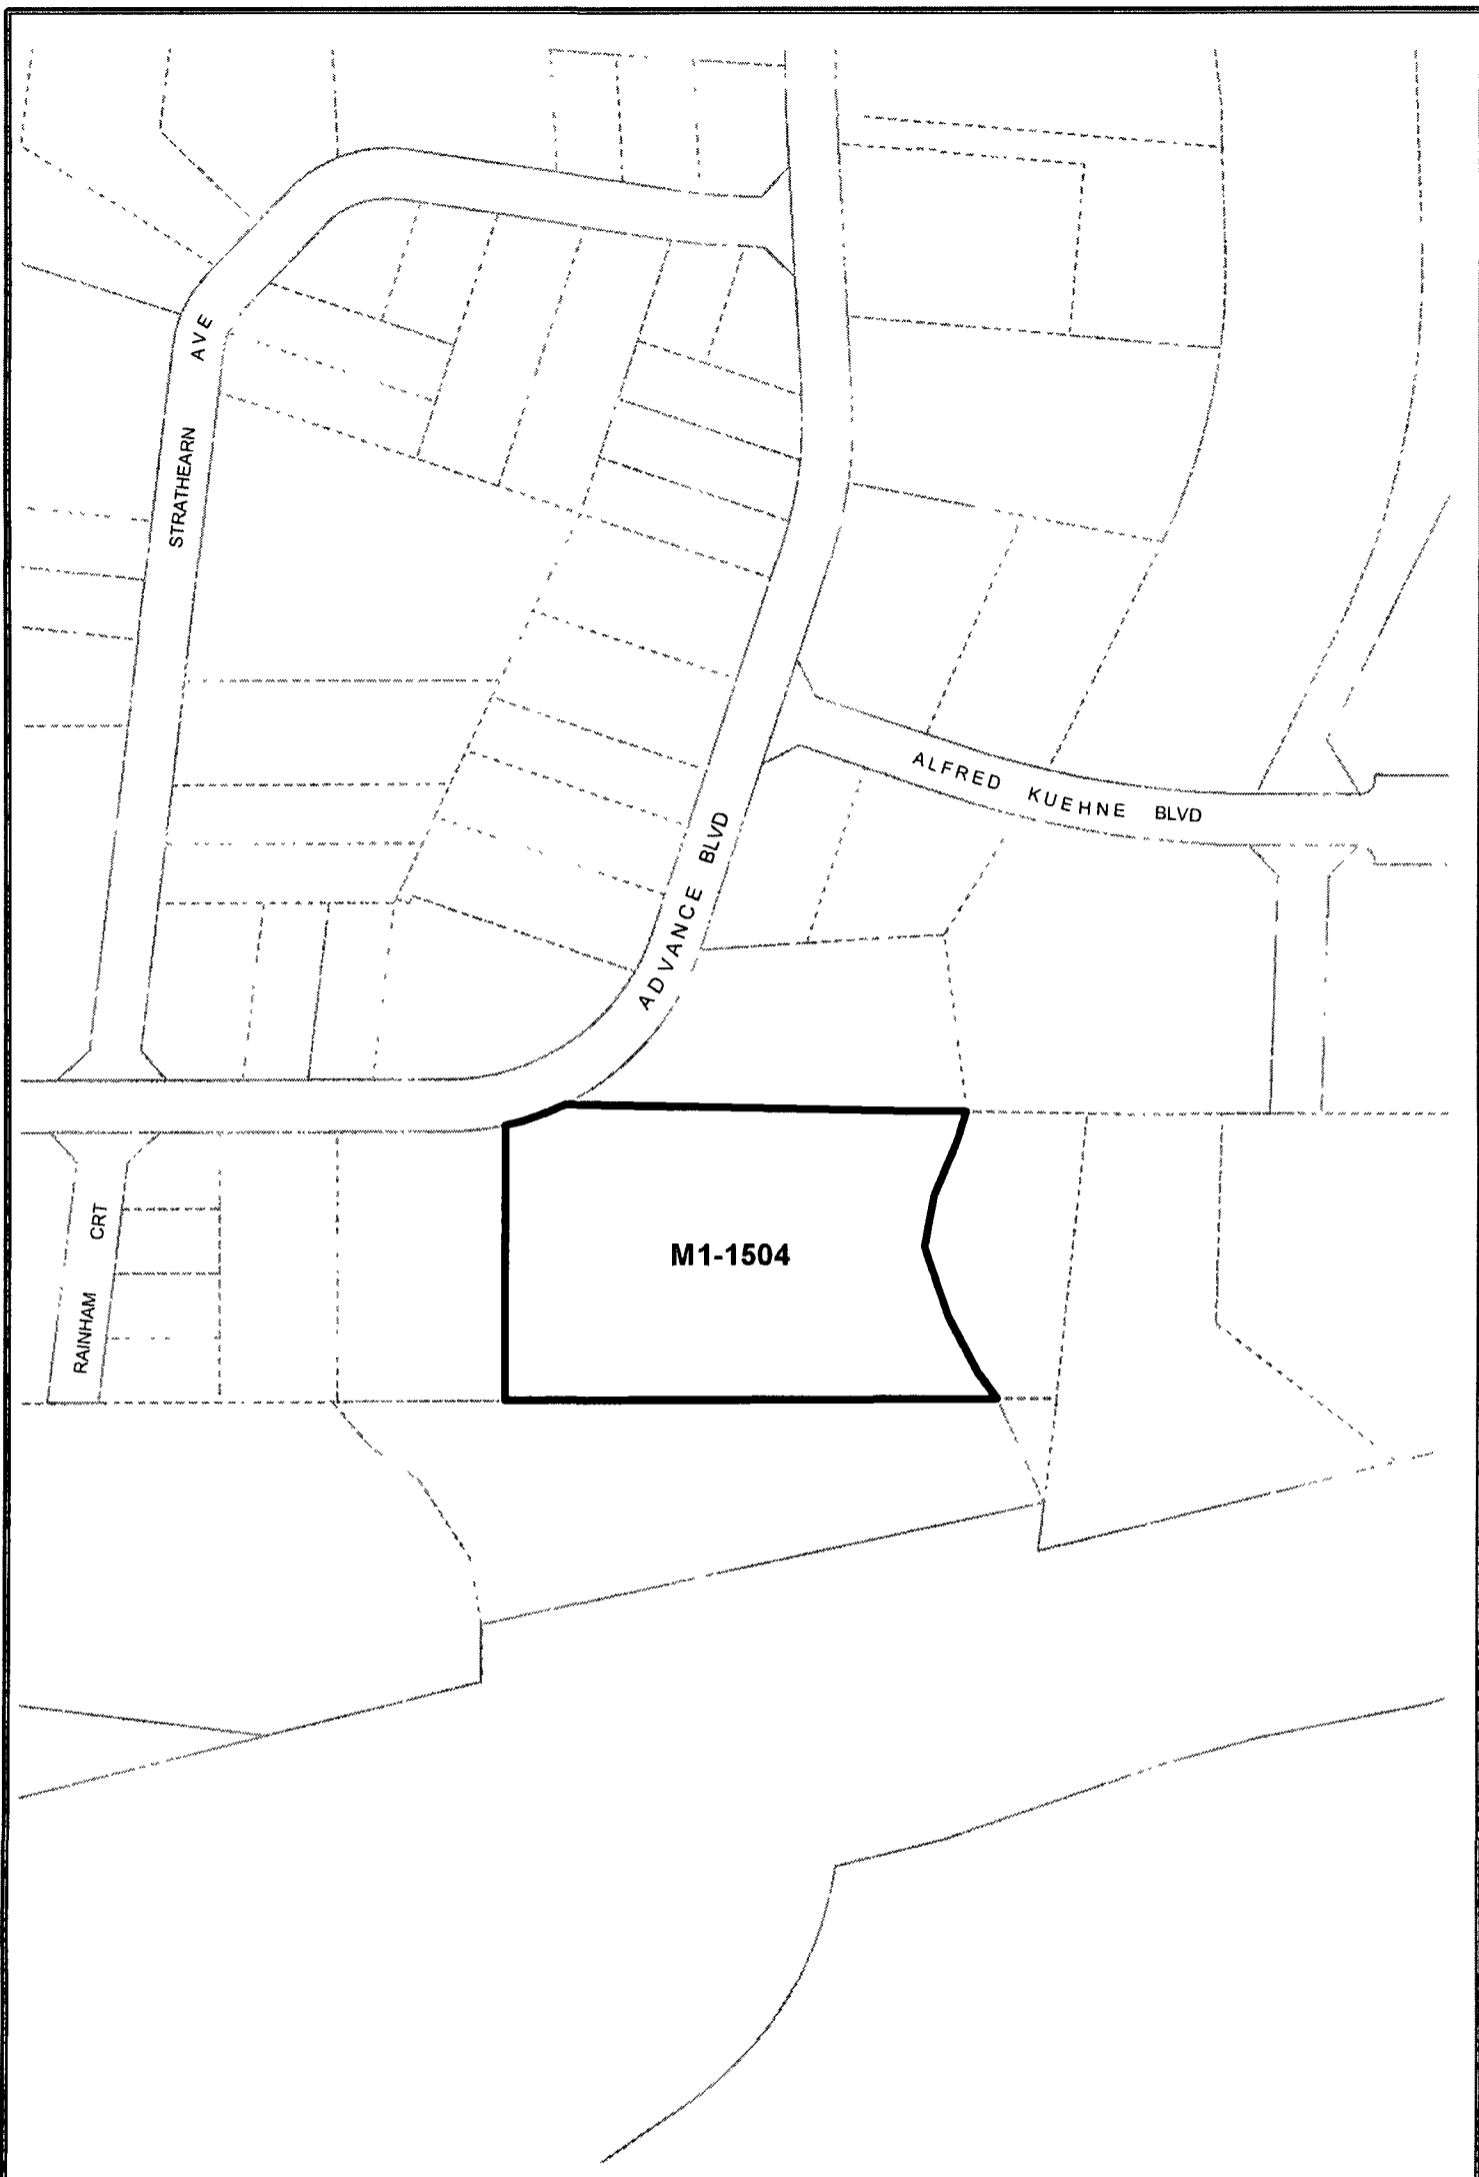 STRATHEARN AVE
ALFRED KUEHNE BLVD
ADVANCE BLVD
RAINHAM CRT
M1-1504